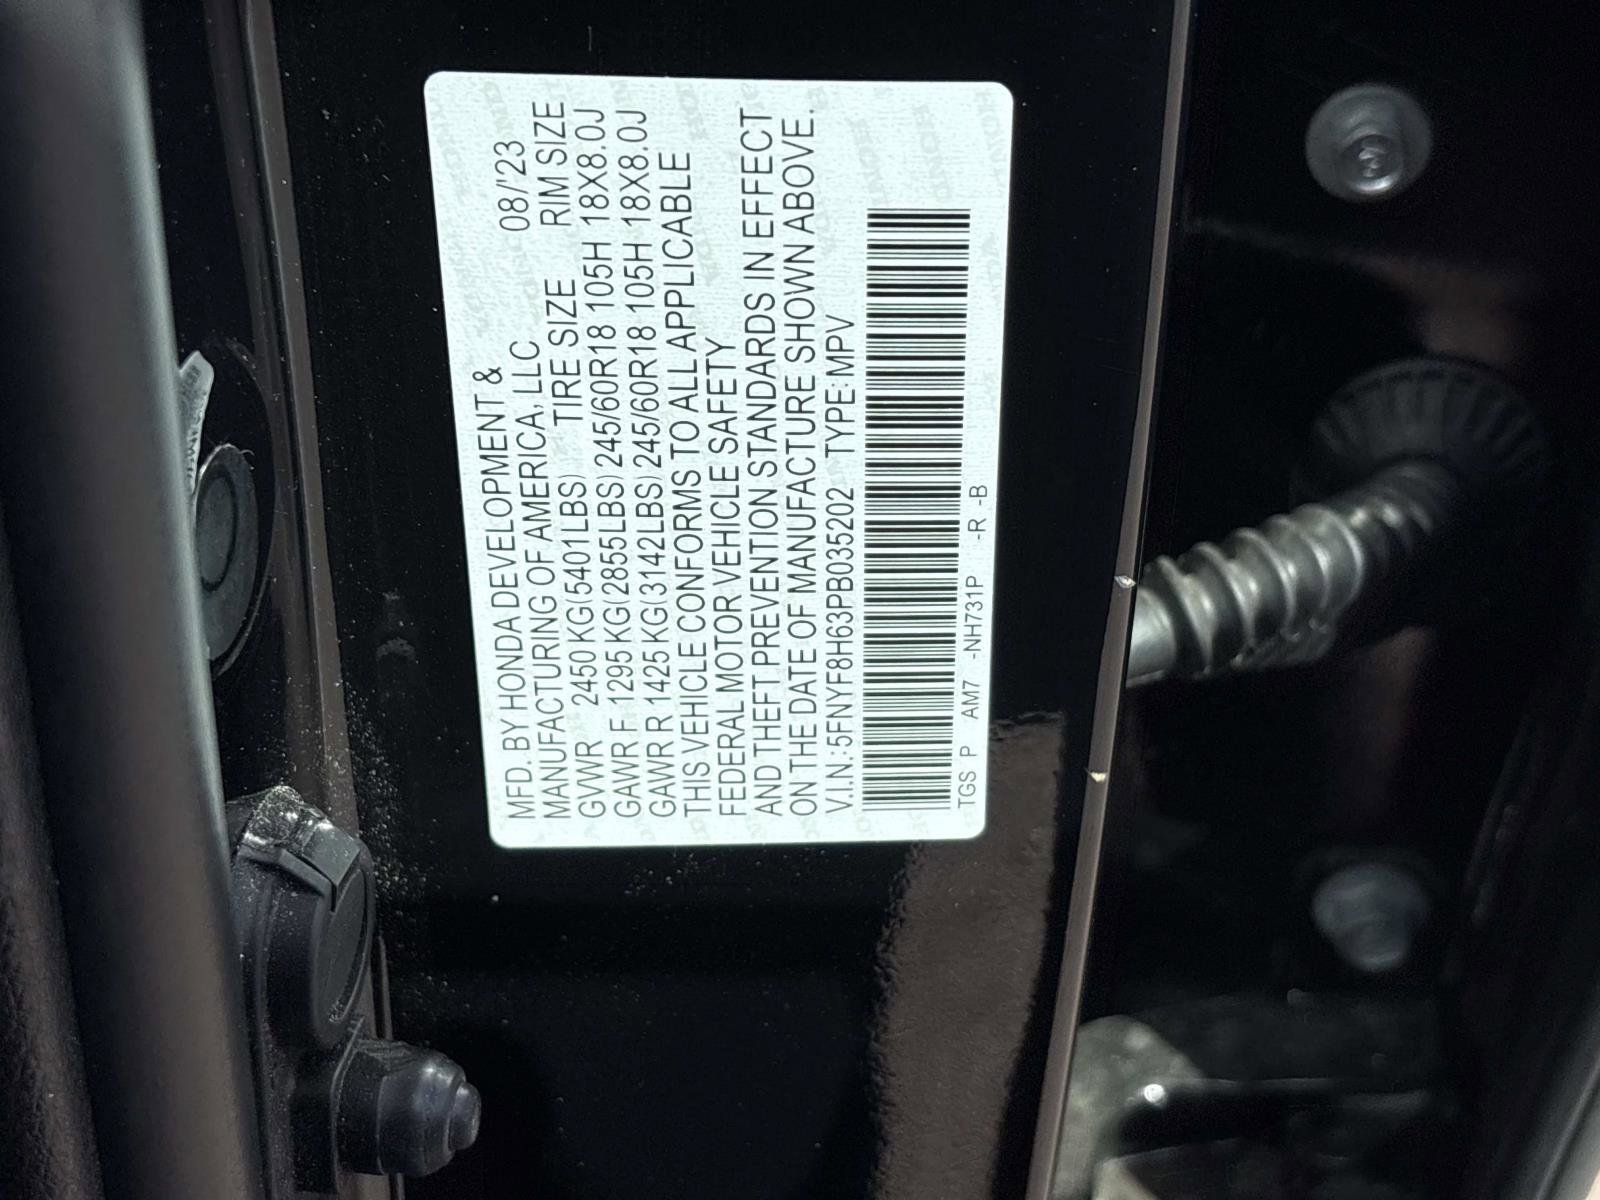 MFD. BY HONDA DEVELOPMENT & 08/'23
MANUFACTURING OF AMERICA, LLC
TIRE SIZE RIM SIZE
GVWR 2450 KG(5401LBS)
GAWR F 1295 KG(2855LBS) 245/60R18 105H 18X8.0J
GAWR R 1425 KG(3142LBS) 245/60R18 105H 18X8.0J
THIS VEHICLE CONFORMS TO ALL APPLICABLE
FEDERAL MOTOR VEHICLE SAFETY
AND THEFT PREVENTION STANDARDS IN EFFECT
ON THE DATE OF MANUFACTURE SHOWN ABOVE.
V.I.N.:5FNYF8H63PB035202 TYPE:MPV
TGS P AM7 -NH731P -R -B